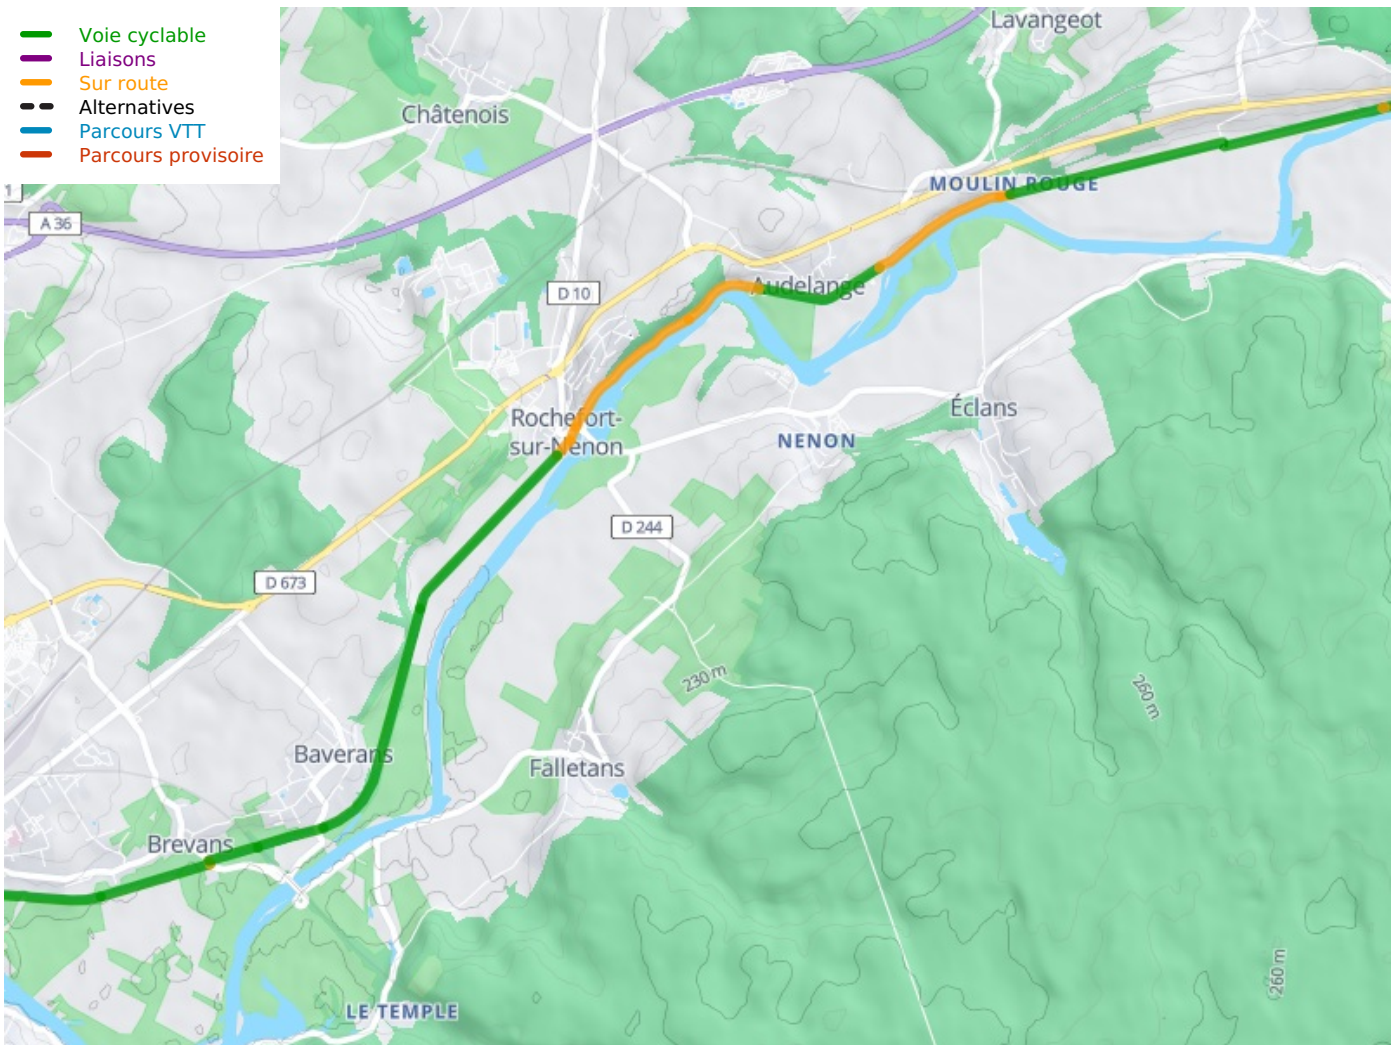 Voie cyclable
Liaisons
Sur route
Alternatives
Parcours VTT
Parcours provisoire
Lavangeot
Châtenois
MOULIN ROUGE
1
A 36
Audelange
D 10
Éclans
Rochefort-
sur-Nenon
NENON
D 244
D 673
230 m
260 m
Baverans
Falletans
Brevans
260 m
LE TEMPLE